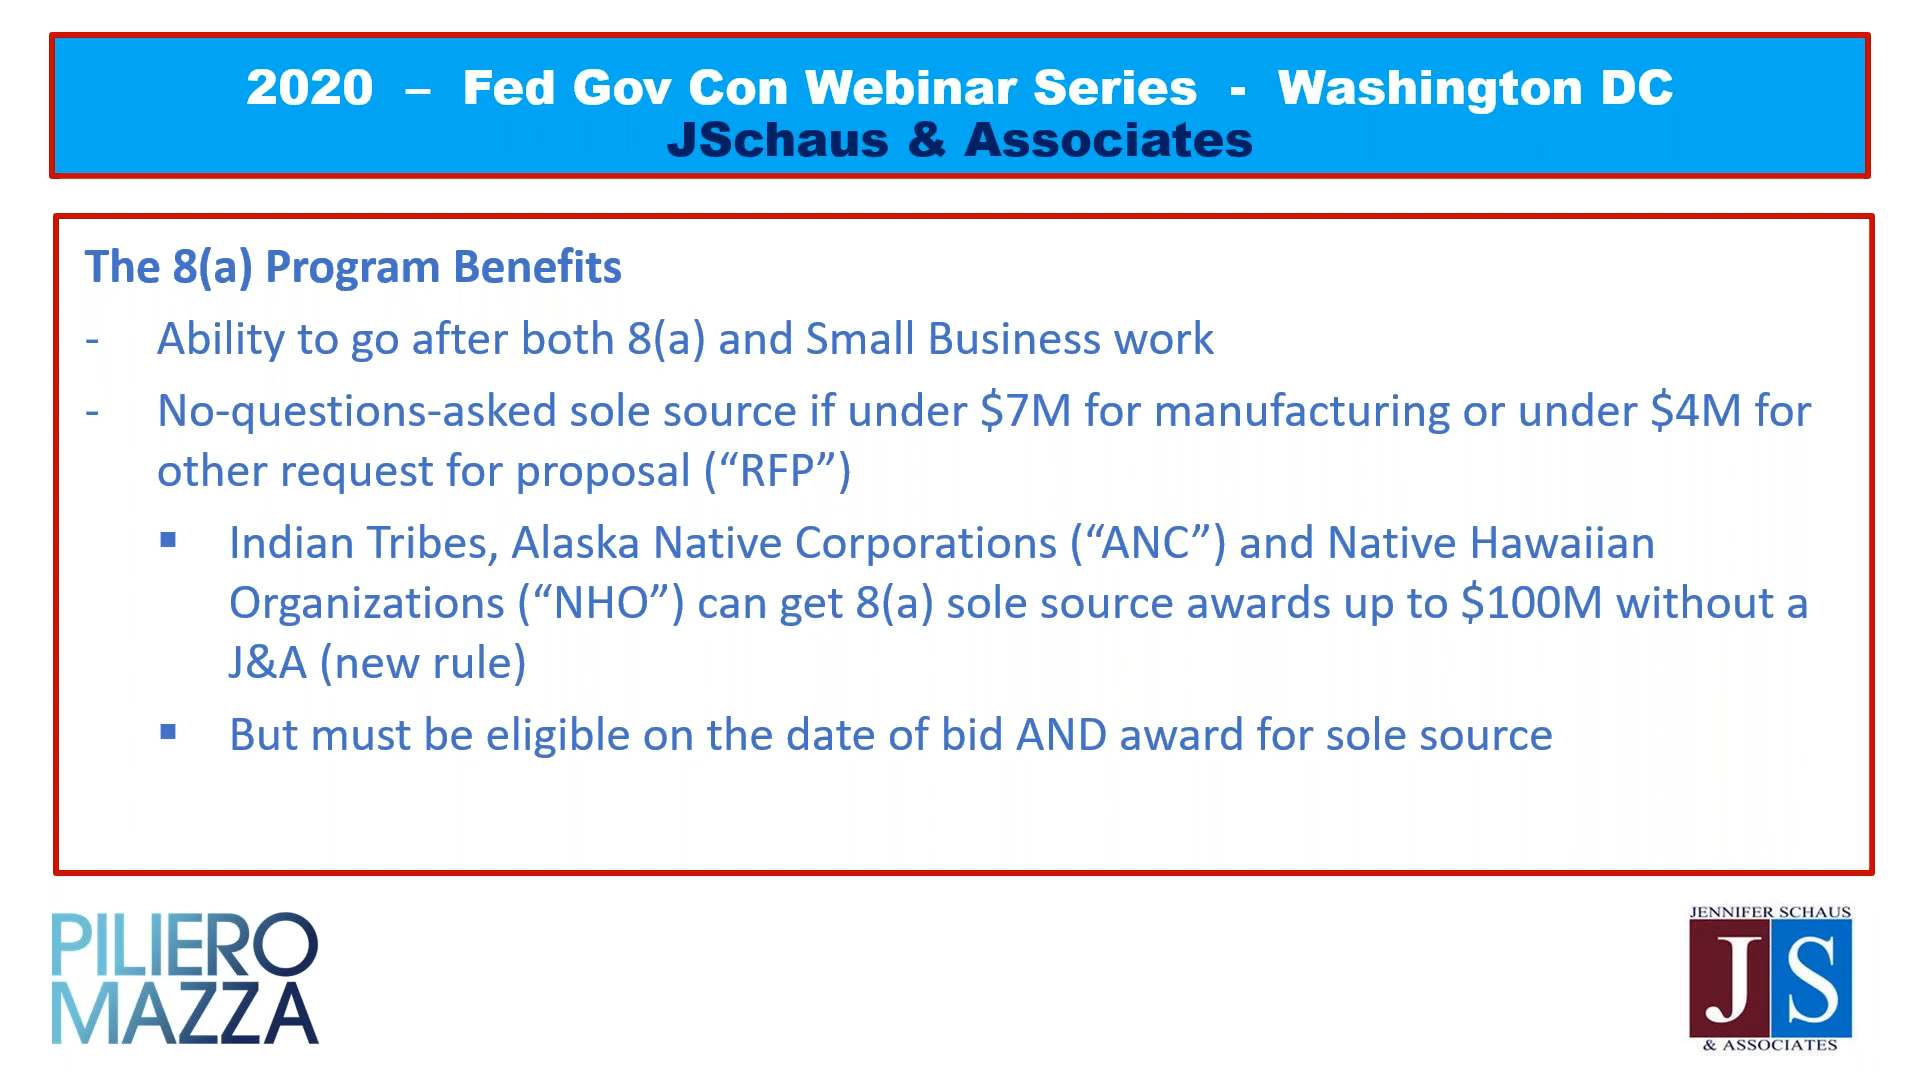 2020 – Fed Gov Con Webinar Series - Washington DC
JSchaus & Associates
The 8(a) Program Benefits
- Ability to go after both 8(a) and Small Business work
- No-questions-asked sole source if under $7M for manufacturing or under $4M for
other request for proposal (“RFP”)
▪ Indian Tribes, Alaska Native Corporations (“ANC”) and Native Hawaiian
Organizations (“NHO”) can get 8(a) sole source awards up to $100M without a
J&A (new rule)
▪ But must be eligible on the date of bid AND award for sole source
PILIERO
MAZZA
JENNIFER SCHAUS
JS
& ASSOCIATES